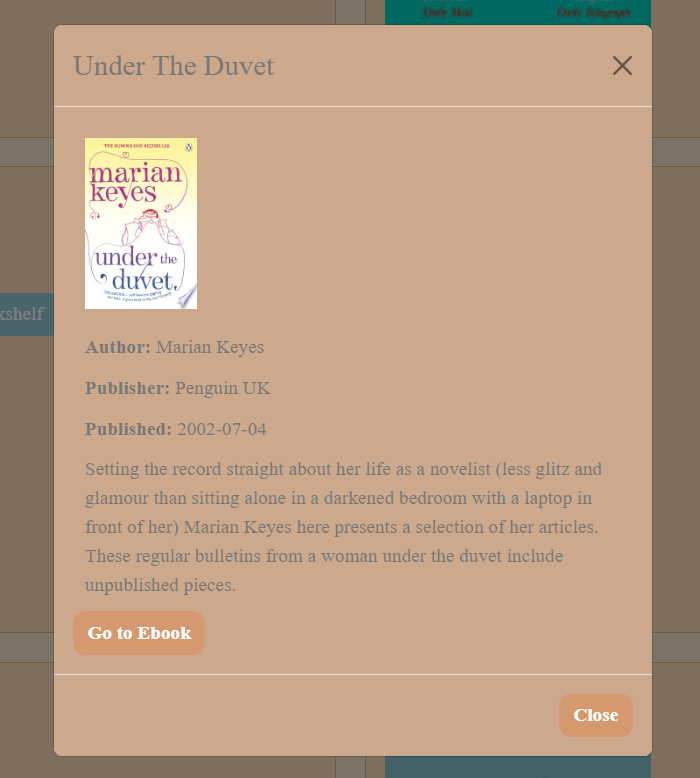 Daily Mail
Daily Telegraph
Under The Duvet
THE NUMBER ONE BESTSELLER
marian
keyes
under the
duvet
kshelf
Author: Marian Keyes
Publisher: Penguin UK
Published: 2002-07-04
Setting the record straight about her life as a novelist (less glitz and
glamour than sitting alone in a darkened bedroom with a laptop in
front of her) Marian Keyes here presents a selection of her articles.
These regular bulletins from a woman under the duvet include
unpublished pieces.
Go to Ebook
Close